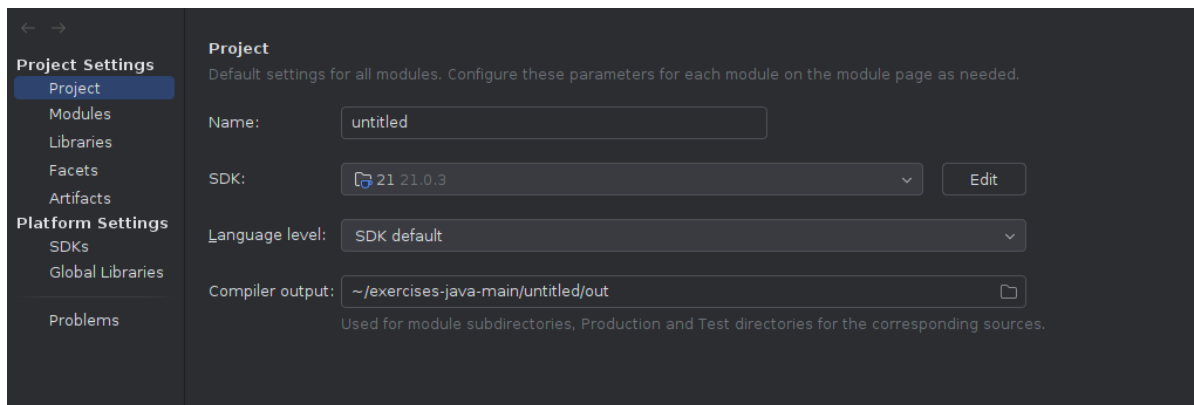 Project Settings
Project
Modules
Libraries
Facets
Artifacts
Platform Settings
SDKs
Global Libraries
Problems
Project
Default settings for all modules. Configure these parameters for each module on the module page as needed.
Name: untitled
SDK: 21 21.0.3 Edit
Language level: SDK default
Compiler output: ~/exercises-java-main/untitled/out
Used for module subdirectories, Production and Test directories for the corresponding sources.